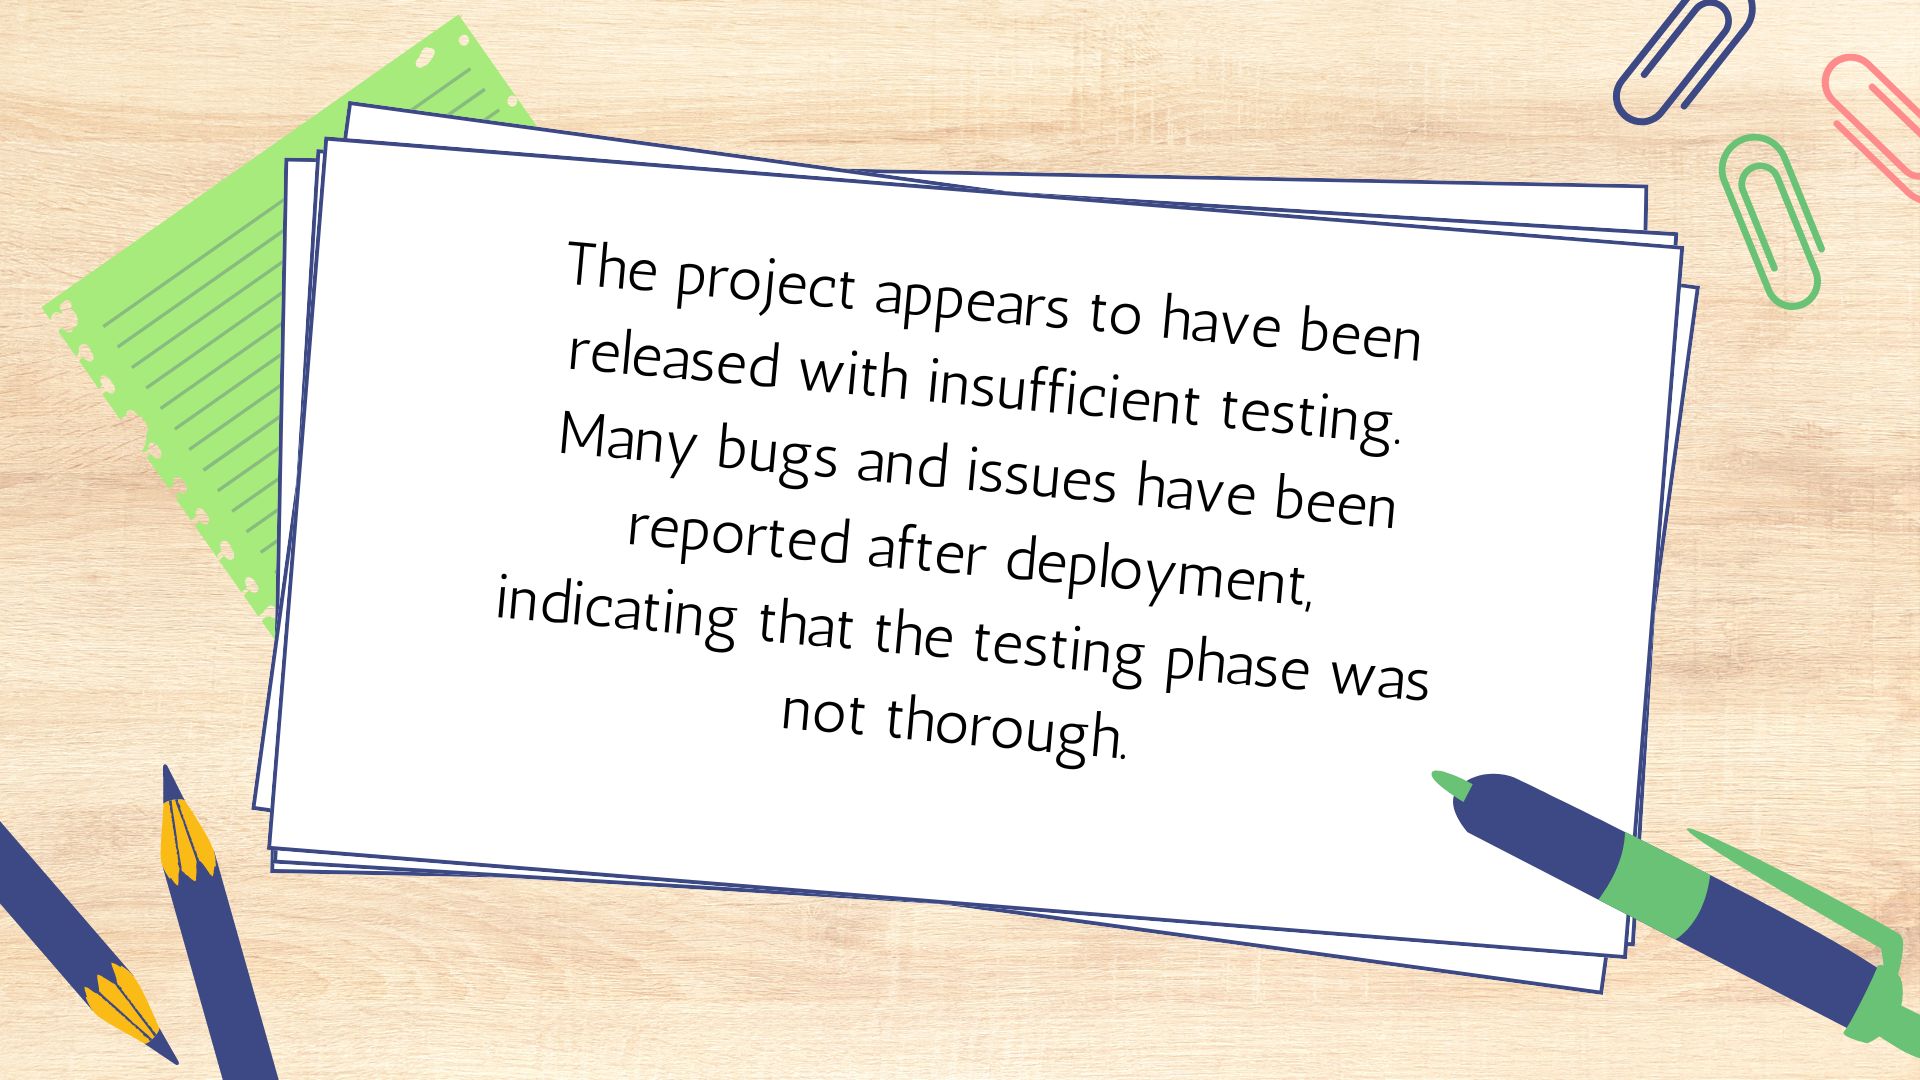 The project appears to have been
released with insufficient testing.
Many bugs and issues have been
reported after deployment,
indicating that the testing phase was
not thorough.